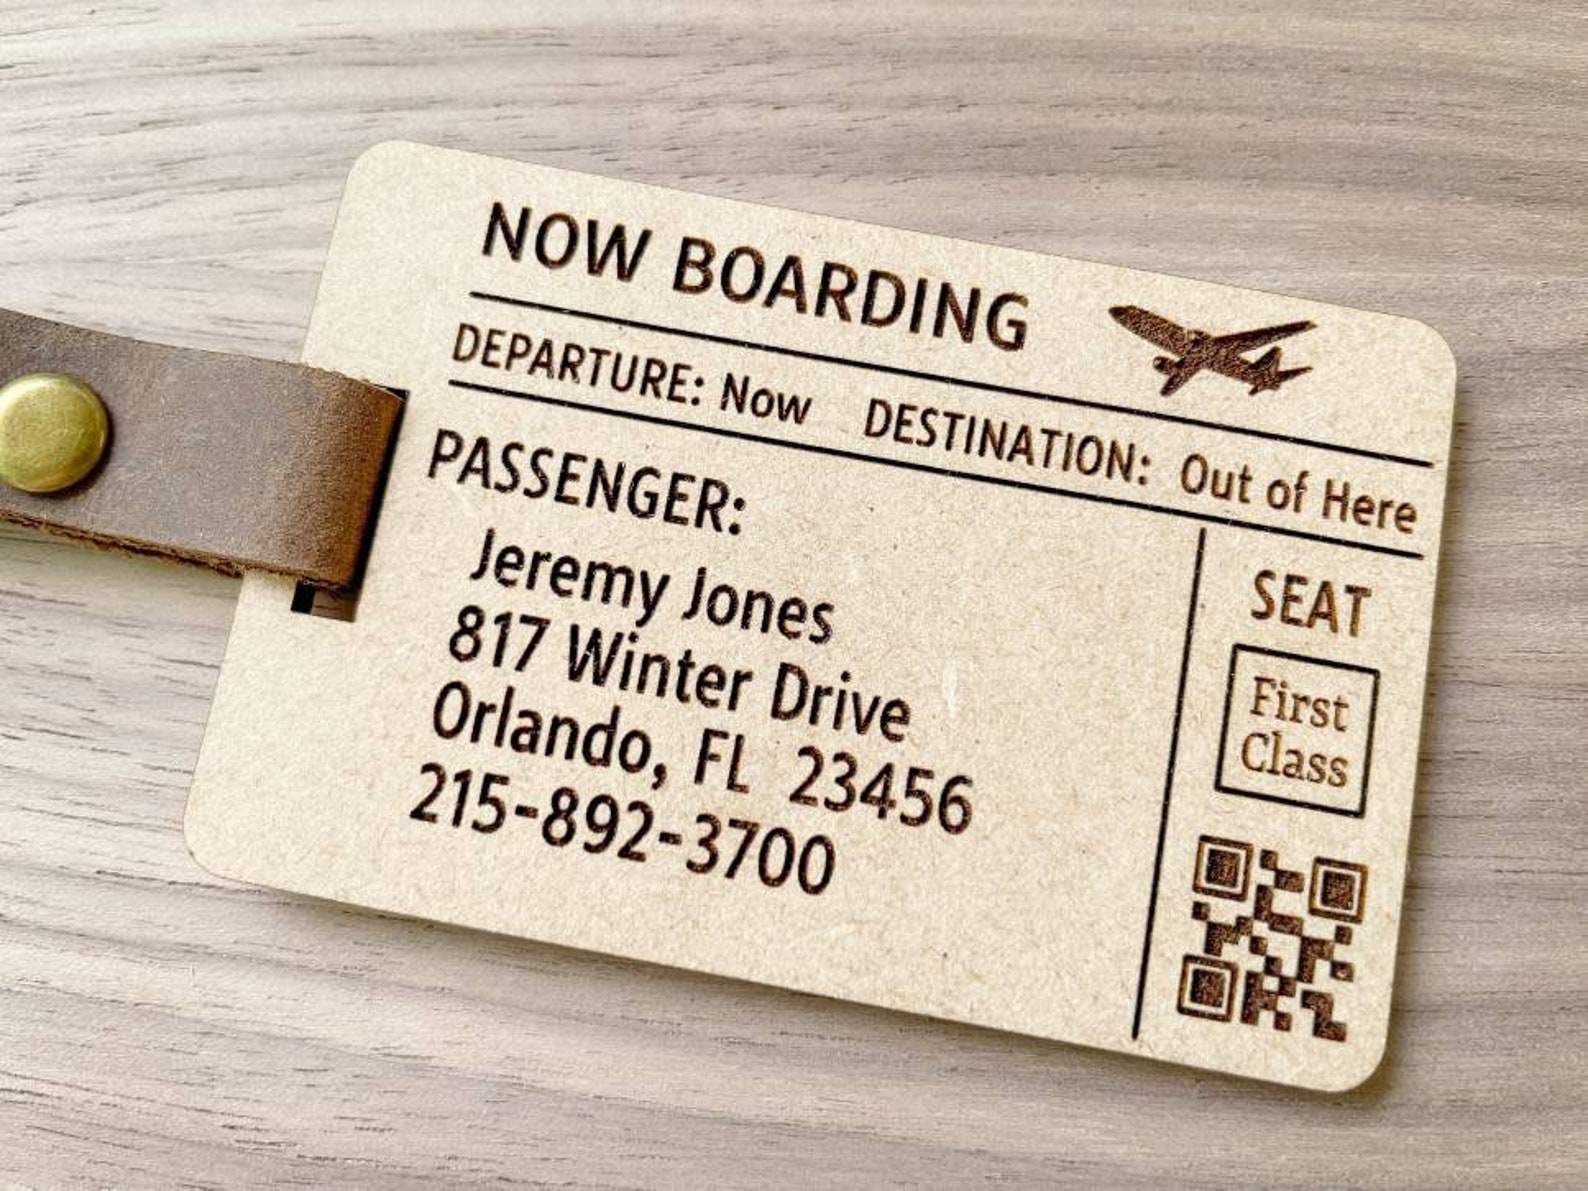 NOW BOARDING
DEPARTURE: Now DESTINATION: Out of Here
PASSENGER:
Jeremy Jones
817 Winter Drive
Orlando, FL 23456
215-892-3700
SEAT
First
Class